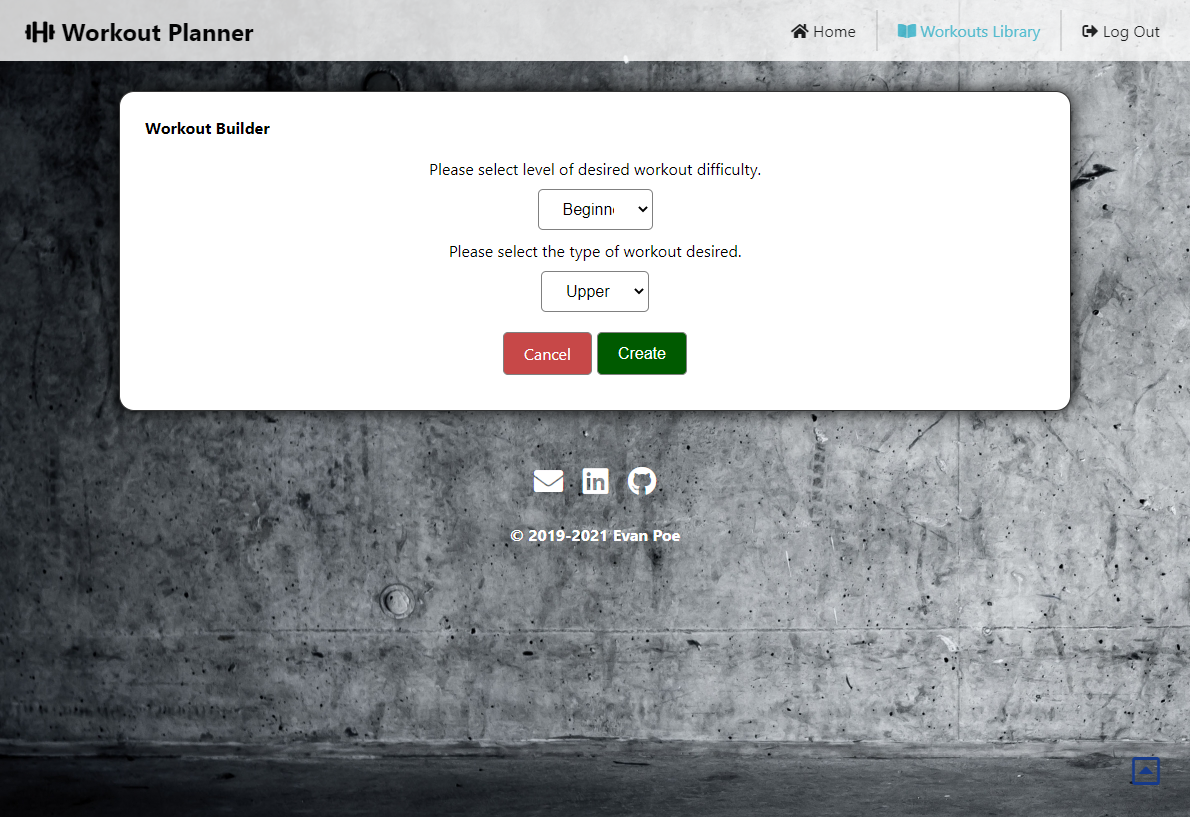 Workout Planner
Home
Workouts Library
Log Out
Workout Builder
Please select level of desired workout difficulty.
Beginn
Please select the type of workout desired.
Upper
Cancel
Create
in
© 2019-2021 Evan Poe